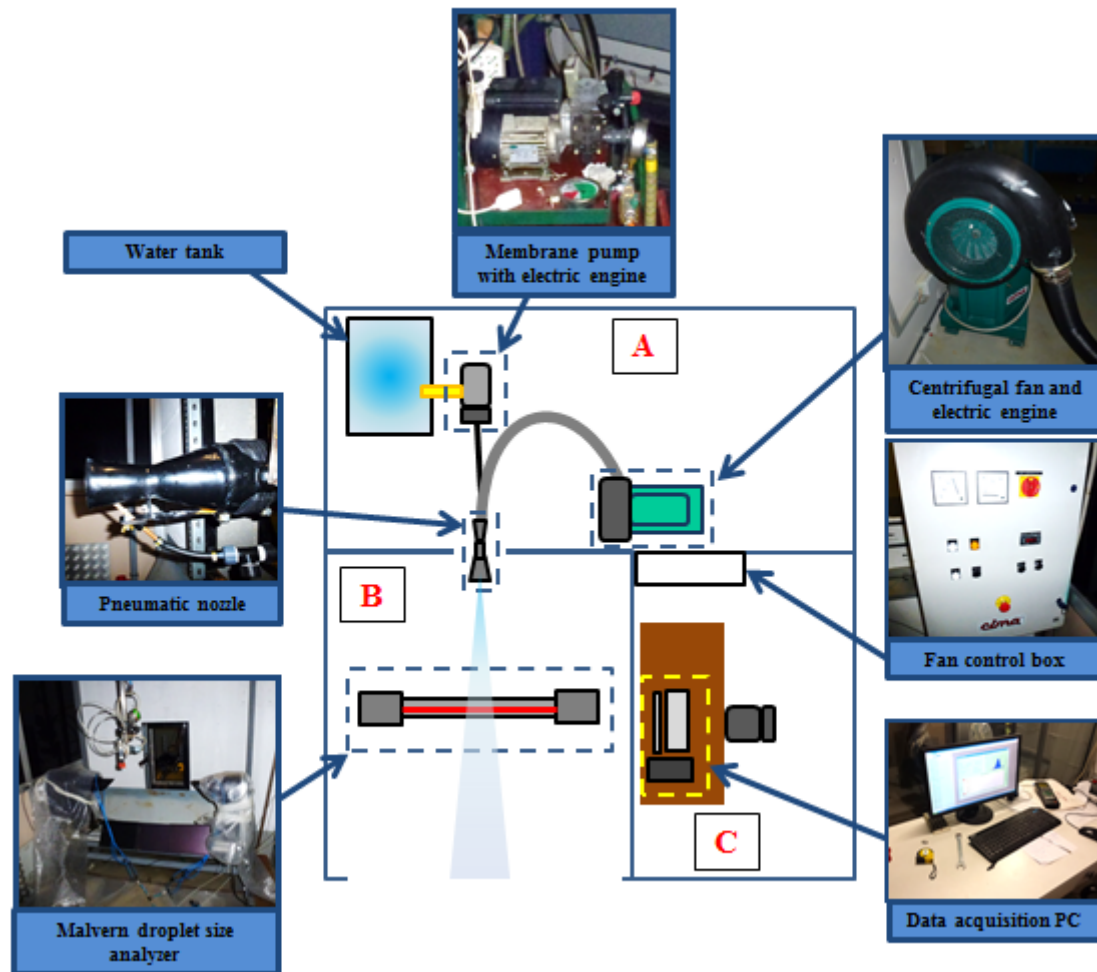 Membrane pump
with electric engine
Water tank
A
Centrifugal fan and
electric engine
Pneumatic nozzle
B
cima
Fan control box
C
Malvern droplet size
analyzer
Data acquisition PC